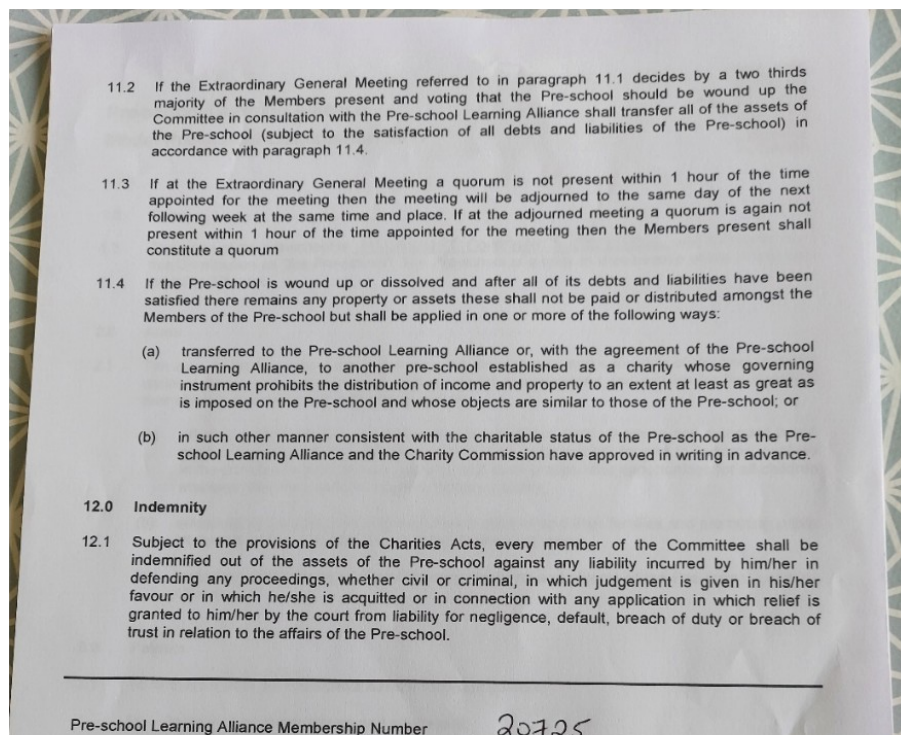 11.2 If the Extraordinary General Meeting referred to in paragraph 11.1 decides by a two thirds
majority of the Members present and voting that the Pre-school should be wound up the
Committee in consultation with the Pre-school Learning Alliance shall transfer all of the assets of
the Pre-school (subject to the satisfaction of all debts and liabilities of the Pre-school) in
accordance with paragraph 11.4.
11.3 If at the Extraordinary General Meeting a quorum is not present within 1 hour of the time
appointed for the meeting then the meeting will be adjourned to the same day of the next
following week at the same time and place. If at the adjourned meeting a quorum is again not
present within 1 hour of the time appointed for the meeting then the Members present shall
constitute a quorum
11.4 If the Pre-school is wound up or dissolved and after all of its debts and liabilities have been
satisfied there remains any property or assets these shall not be paid or distributed amongst the
Members of the Pre-school but shall be applied in one or more of the following ways:
(a) transferred to the Pre-school Learning Alliance or, with the agreement of the Pre-school
Learning Alliance, to another pre-school established as a charity whose governing
instrument prohibits the distribution of income and property to an extent at least as great as
is imposed on the Pre-school and whose objects are similar to those of the Pre-school; or
(b) in such other manner consistent with the charitable status of the Pre-school as the Pre-
school Learning Alliance and the Charity Commission have approved in writing in advance.
12.0 Indemnity
12.1 Subject to the provisions of the Charities Acts, every member of the Committee shall be
indemnified out of the assets of the Pre-school against any liability incurred by him/her in
defending any proceedings, whether civil or criminal, in which judgement is given in his/her
favour or in which he/she is acquitted or in connection with any application in which relief is
granted to him/her by the court from liability for negligence, default, breach of duty or breach of
trust in relation to the affairs of the Pre-school.
Pre-school Learning Alliance Membership Number 20725